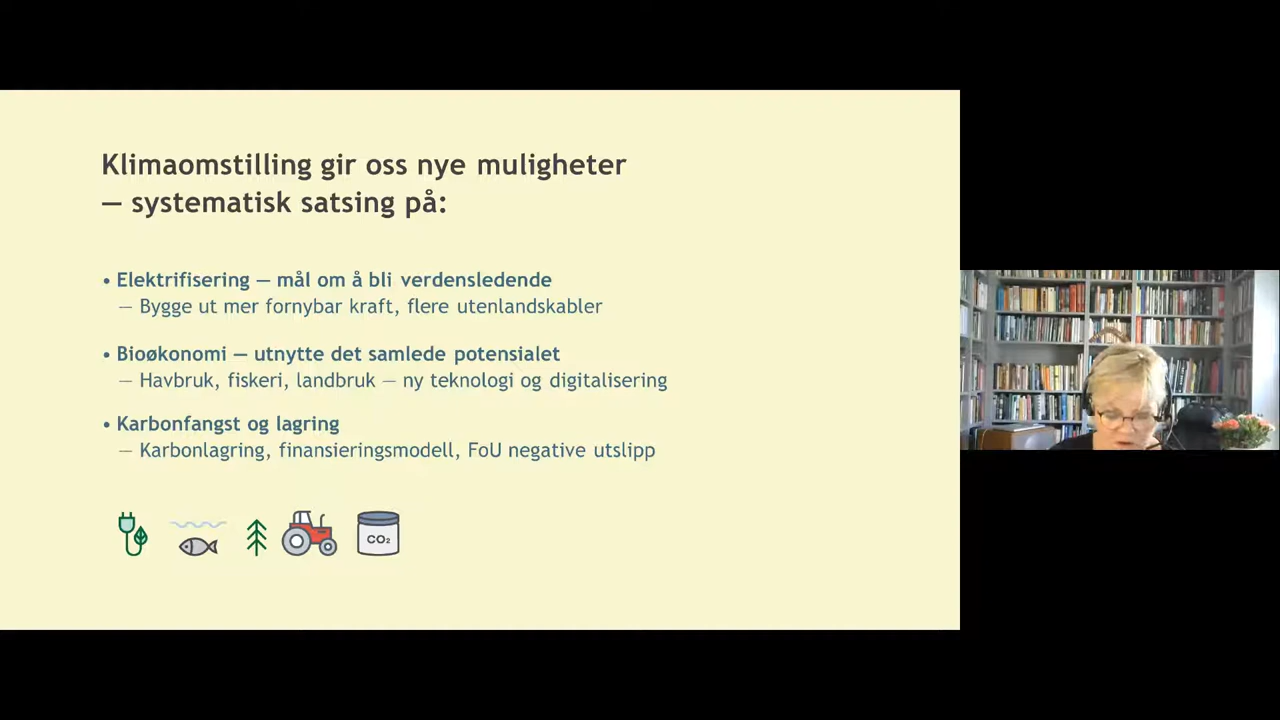 Klimaomstilling gir oss nye muligheter
— systematisk satsing på:
• Elektrifisering — mål om å bli verdensledende
— Bygge ut mer fornybar kraft, flere utenlandskabler
• Bioøkonomi — utnytte det samlede potensialet
— Havbruk, fiskeri, landbruk — ny teknologi og digitalisering
• Karbonfangst og lagring
— Karbonlagring, finansieringsmodell, FoU negative utslipp
CO₂